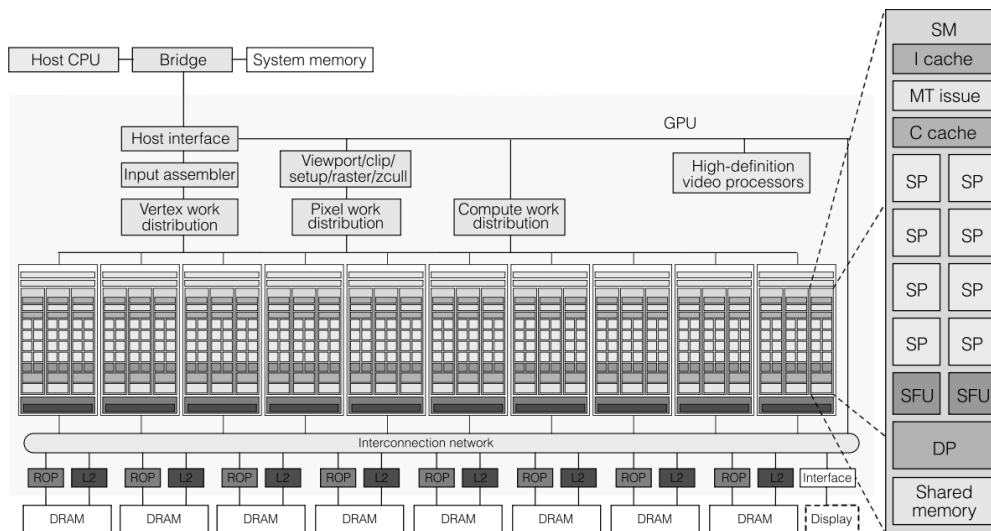 Host CPU
Bridge
System memory
GPU
Host interface
Input assembler
Vertex work
distribution
Viewport/clip/
setup/raster/zcull
Pixel work
distribution
Compute work
distribution
High-definition
video processors
Interconnection network
ROP
L2
ROP
L2
ROP
L2
ROP
L2
ROP
L2
ROP
L2
ROP
L2
ROP
L2
Interface
DRAM
DRAM
DRAM
DRAM
DRAM
DRAM
DRAM
DRAM
Display
SM
I cache
MT issue
C cache
SP
SP
SP
SP
SP
SP
SP
SP
SFU
SFU
DP
Shared
memory